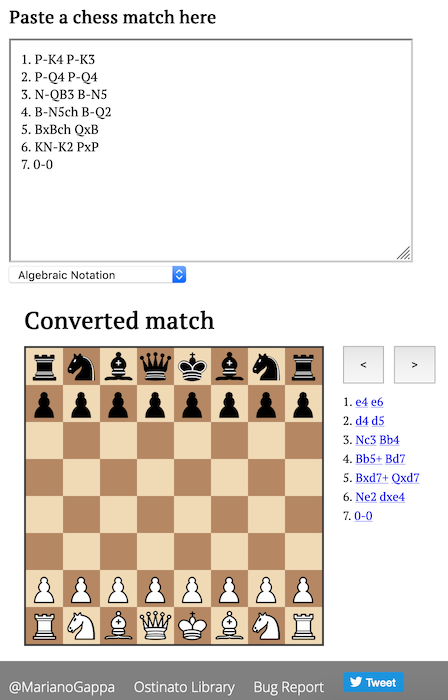 Paste a chess match here
1. P-K4 P-K3
2. P-Q4 P-Q4
3. N-QB3 B-N5
4. B-N5ch B-Q2
5. BxBch QxB
6. KN-K2 PxP
7. 0-0
Algebraic Notation
Converted match
< >
1. e4 e6
2. d4 d5
3. Nc3 Bb4
4. Bb5+ Bd7
5. Bxd7+ Qxd7
6. Ne2 dxe4
7. 0-0
@MarianoGappa Ostinato Library Bug Report Tweet